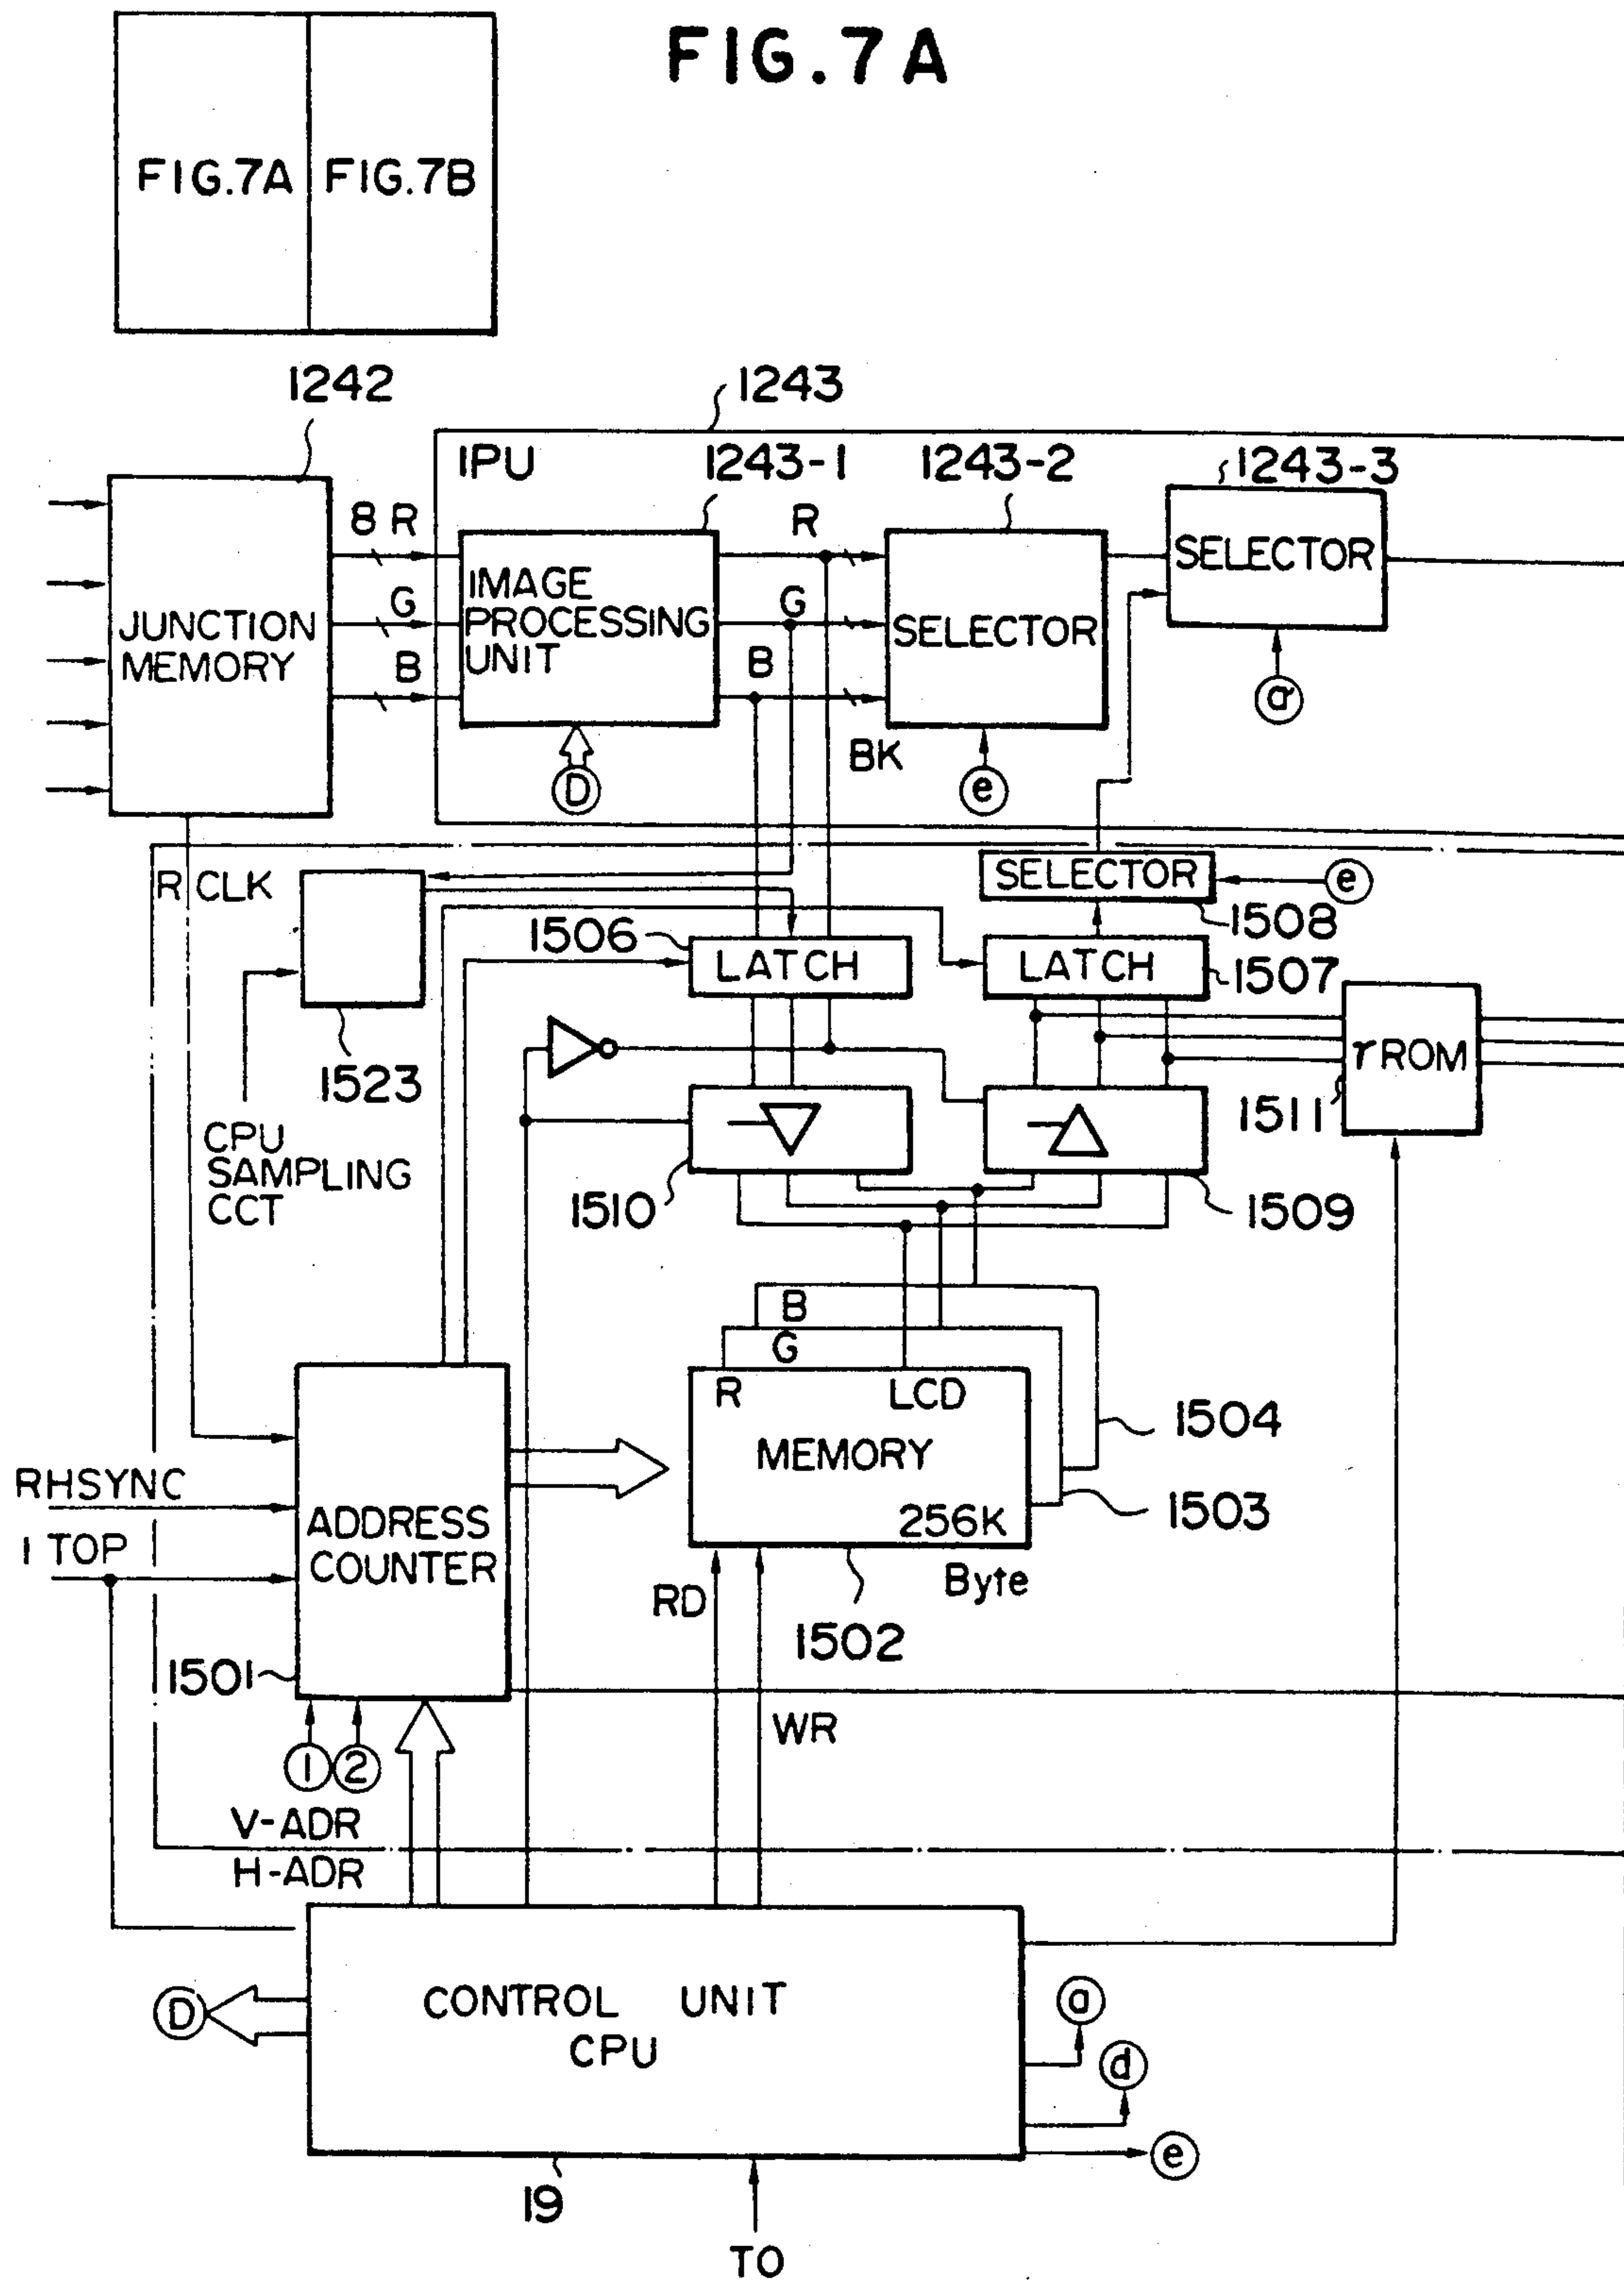 FIG.7A
FIG.7A FIG.7B
1242
1243
IPU
1243-1
1243-2
1243-3
8 R
G
B
JUNCTION
MEMORY
IMAGE
PROCESSING
UNIT
R
G
B
SELECTOR
SELECTOR
a
BK
D
e
R CLK
SELECTOR
e
1508
1506
LATCH
LATCH
1507
1523
γROM
1511
CPU
SAMPLING
CCT
1510
1509
B
G
R
LCD
MEMORY
256K
Byte
1504
1503
1502
RHSYNC
I TOP
ADDRESS
COUNTER
1501
RD
WR
1
2
V-ADR
H-ADR
CONTROL UNIT
CPU
D
a
d
e
19
TO